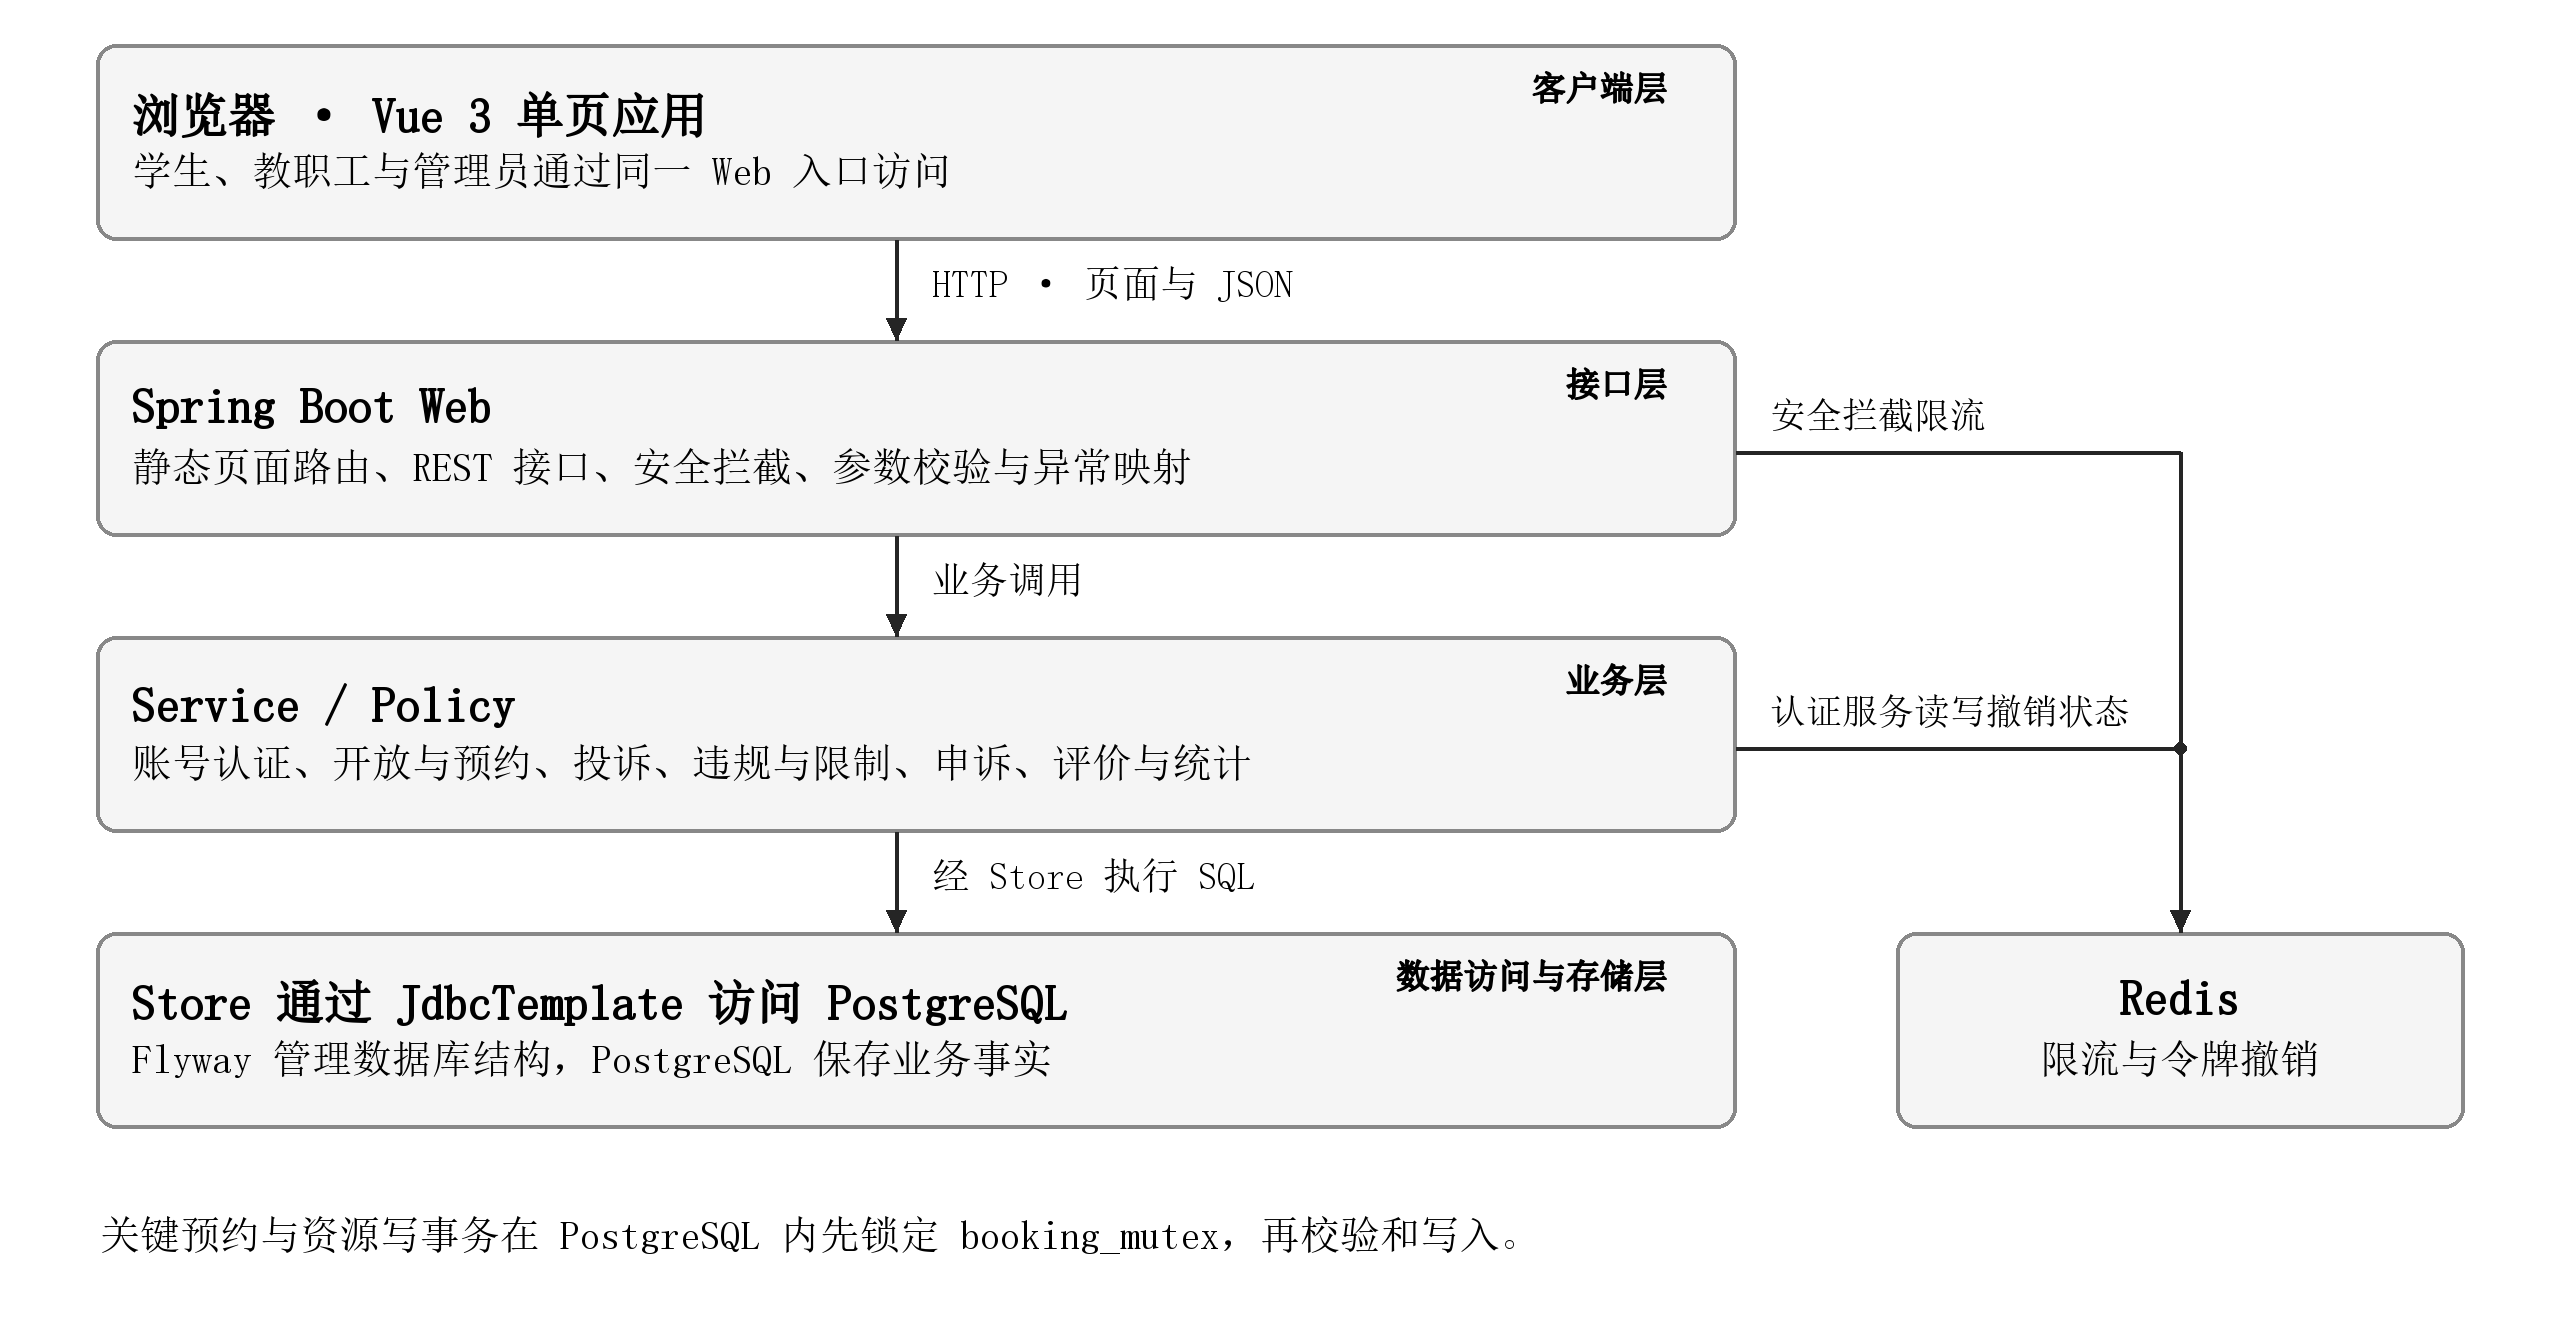 客户端层
浏览器 • Vue 3 单页应用
学生、教职工与管理员通过同一 Web 入口访问
HTTP • 页面与 JSON
接口层
Spring Boot Web
静态页面路由、REST 接口、安全拦截、参数校验与异常映射
安全拦截限流
业务调用
业务层
Service / Policy
账号认证、开放与预约、投诉、违规与限制、申诉、评价与统计
认证服务读写撤销状态
经 Store 执行 SQL
数据访问与存储层
Store 通过 JdbcTemplate 访问 PostgreSQL
Flyway 管理数据库结构，PostgreSQL 保存业务事实
Redis
限流与令牌撤销
关键预约与资源写事务在 PostgreSQL 内先锁定 booking_mutex，再校验和写入。